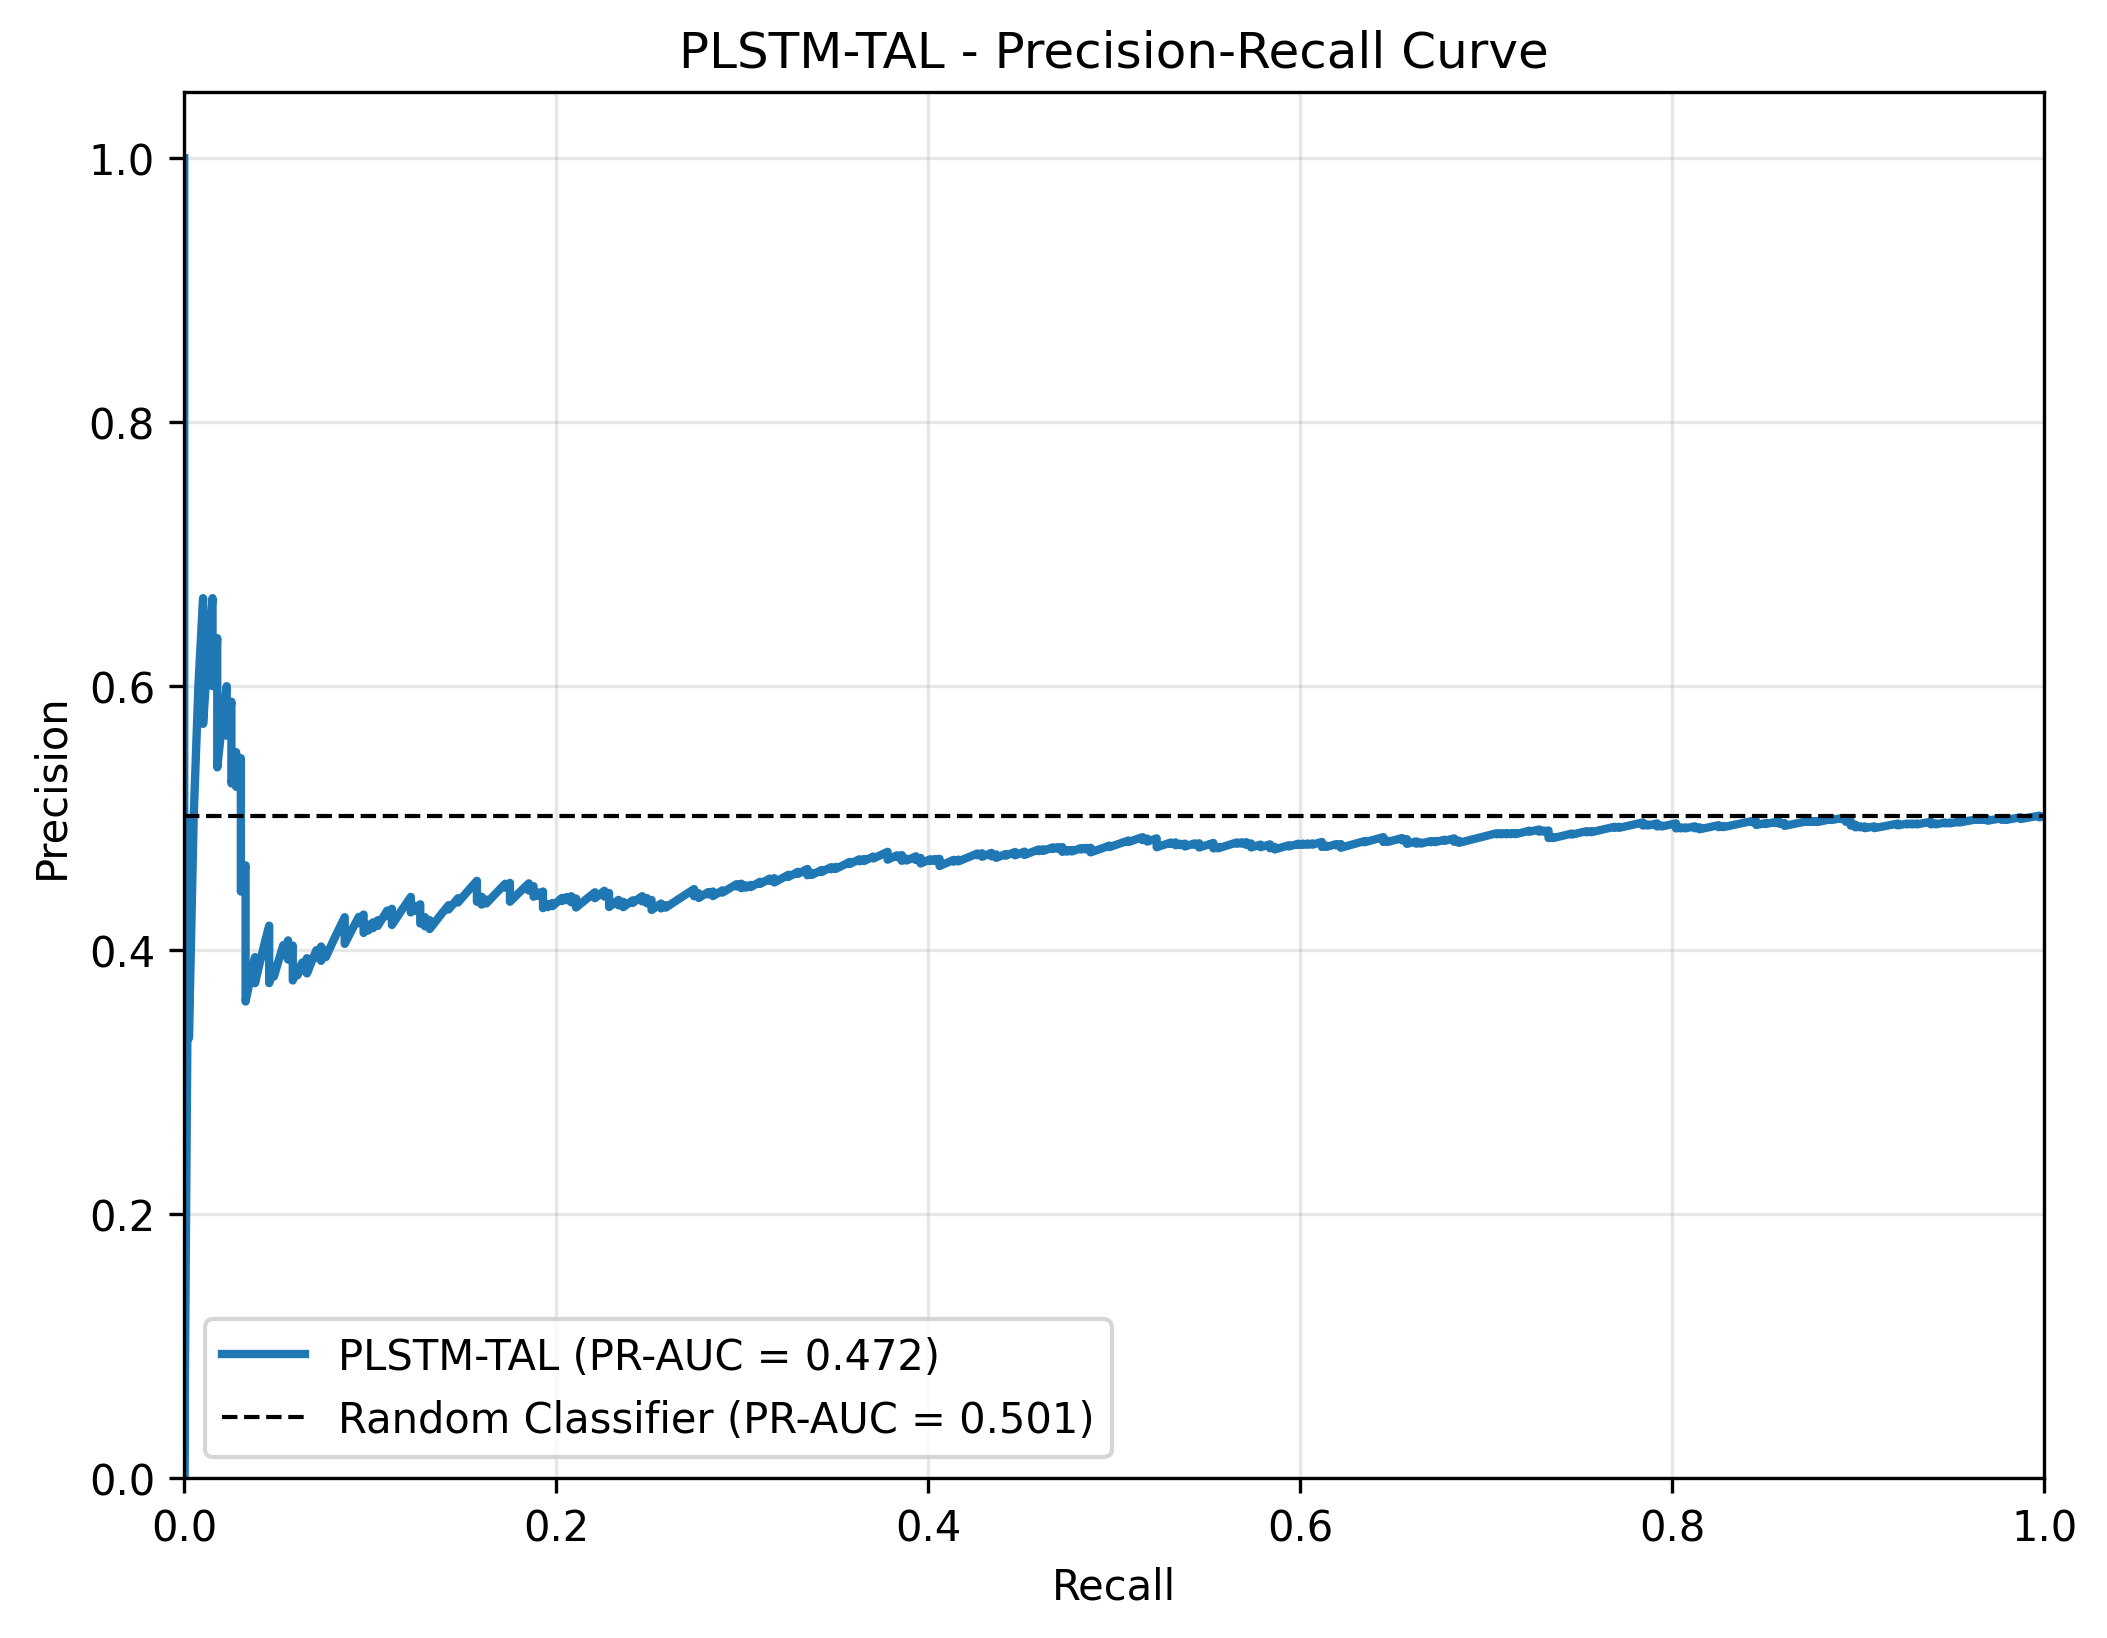 PLSTM-TAL - Precision-Recall Curve
1.0
0.8
0.6
0.4
0.2
0.0
Precision
PLSTM-TAL (PR-AUC = 0.472)
Random Classifier (PR-AUC = 0.501)
0.0 0.2 0.4 0.6 0.8 1.0
Recall